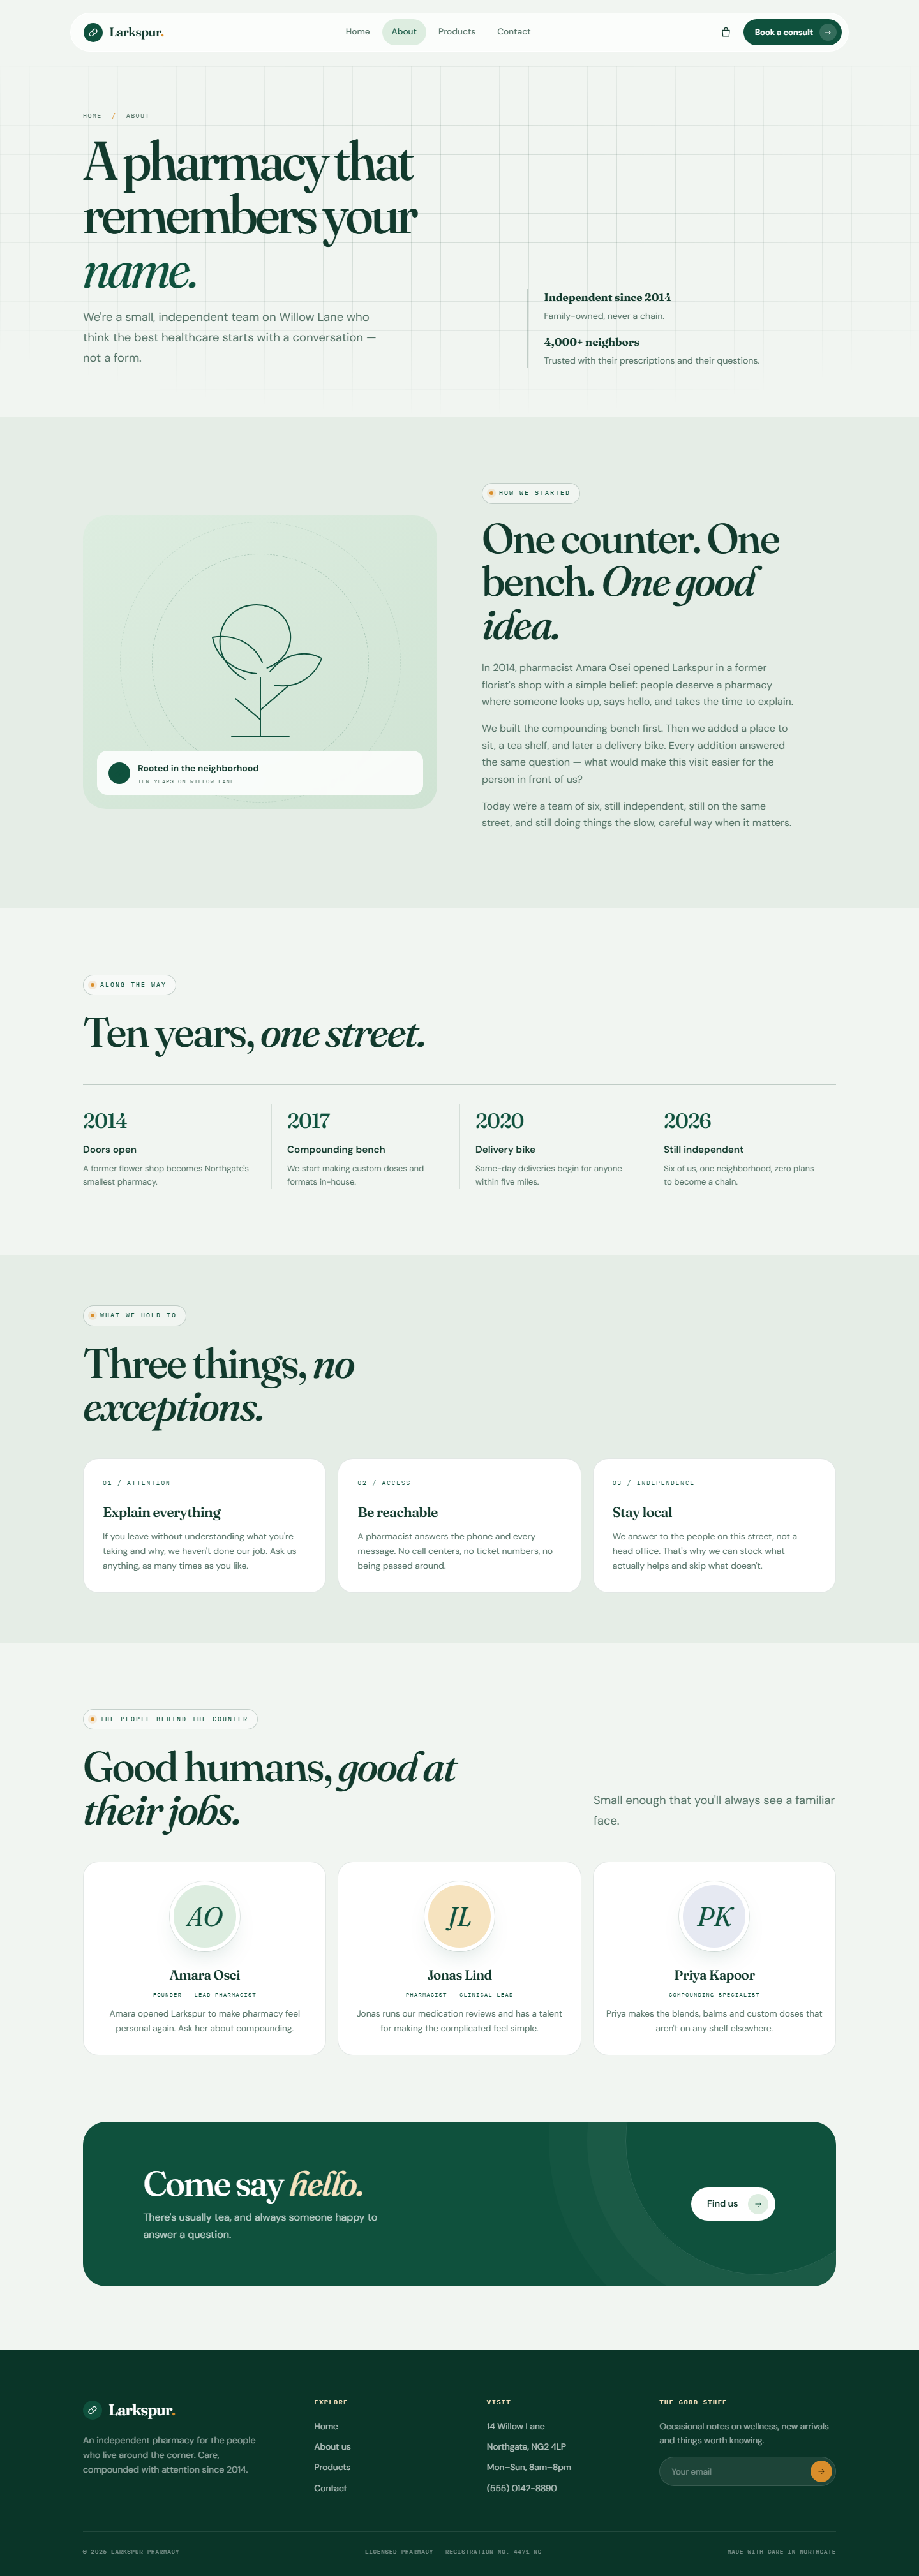 Larkspur.
Home
About
Products
Contact
Book a consult
HOME / ABOUT
A pharmacy that
remembers your
name.
We're a small, independent team on Willow Lane who
think the best healthcare starts with a conversation —
not a form.
Independent since 2014
Family-owned, never a chain.
4,000+ neighbors
Trusted with their prescriptions and their questions.
HOW WE STARTED
One counter. One
bench. One good
idea.
In 2014, pharmacist Amara Osei opened Larkspur in a former
florist's shop with a simple belief: people deserve a pharmacy
where someone looks up, says hello, and takes the time to explain.
We built the compounding bench first. Then we added a place to
sit, a tea shelf, and later a delivery bike. Every addition answered
the same question — what would make this visit easier for the
person in front of us?
Today we're a team of six, still independent, still on the same
street, and still doing things the slow, careful way when it matters.
Rooted in the neighborhood
TEN YEARS ON WILLOW LANE
ALONG THE WAY
Ten years, one street.
2014
Doors open
A former flower shop becomes Northgate's
smallest pharmacy.
2017
Compounding bench
We start making custom doses and
formats in-house.
2020
Delivery bike
Same-day deliveries begin for anyone
within five miles.
2026
Still independent
Six of us, one neighborhood, zero plans
to become a chain.
WHAT WE HOLD TO
Three things, no
exceptions.
01 / ATTENTION
Explain everything
If you leave without understanding what you're
taking and why, we haven't done our job. Ask us
anything, as many times as you like.
02 / ACCESS
Be reachable
A pharmacist answers the phone and every
message. No call centers, no ticket numbers, no
being passed around.
03 / INDEPENDENCE
Stay local
We answer to the people on this street, not a
head office. That's why we can stock what
actually helps and skip what doesn't.
THE PEOPLE BEHIND THE COUNTER
Good humans, good at
their jobs.
Small enough that you'll always see a familiar
face.
AO
Amara Osei
FOUNDER · LEAD PHARMACIST
Amara opened Larkspur to make pharmacy feel
personal again. Ask her about compounding.
JL
Jonas Lind
PHARMACIST · CLINICAL LEAD
Jonas runs our medication reviews and has a talent
for making the complicated feel simple.
PK
Priya Kapoor
COMPOUNDING SPECIALIST
Priya makes the blends, balms and custom doses that
aren't on any shelf elsewhere.
Come say hello.
There's usually tea, and always someone happy to
answer a question.
Find us
Larkspur.
An independent pharmacy for the people
who live around the corner. Care,
compounded with attention since 2014.
EXPLORE
Home
About us
Products
Contact
VISIT
14 Willow Lane
Northgate, NG2 4LP
Mon–Sun, 8am–8pm
(555) 0142-8890
THE GOOD STUFF
Occasional notes on wellness, new arrivals
and things worth knowing.
Your email
© 2026 LARKSPUR PHARMACY
LICENSED PHARMACY · REGISTRATION NO. 4471-NG
MADE WITH CARE IN NORTHGATE